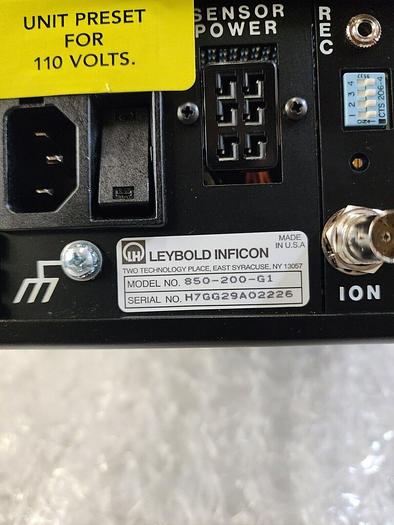 UNIT PRESET
FOR
110 VOLTS.
SENSOR
POWER
REC
1 2 3 4
CTS 206-4
LH
LEYBOLD INFICON
MADE
IN U.S.A
TWO TECHNOLOGY PLACE, EAST SYRACUSE, NY 13057
MODEL NO. 850-200-G1
SERIAL NO. H7GG29A02226
ION